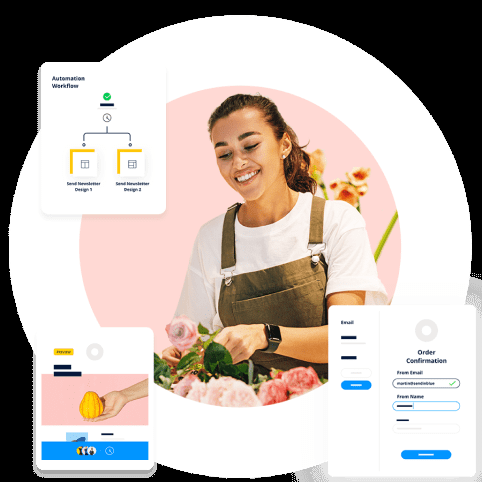 Automation
Workflow
Send Newsletter
Design 1
Send Newsletter
Design 2
PREVIEW
Email
Order
Confirmation
From Email
From Name